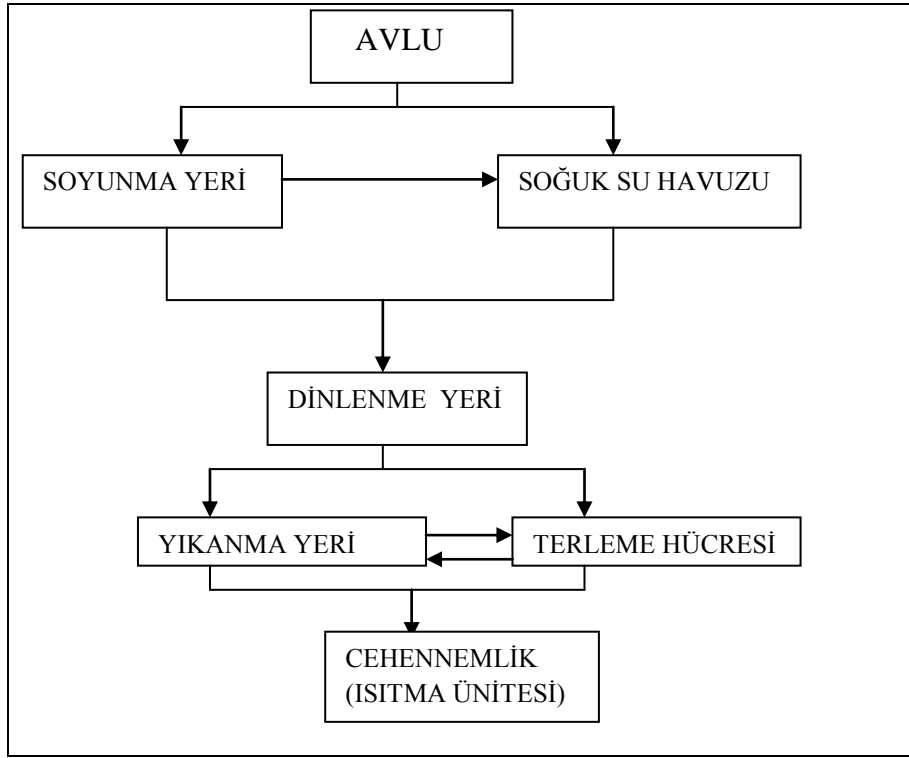 AVLU
SOYUNMA YERİ
SOĞUK SU HAVUZU
DİNLENME YERİ
YIKANMA YERİ
TERLEME HÜCRESİ
CEHENNEMLİK
(ISITMA ÜNİTESİ)